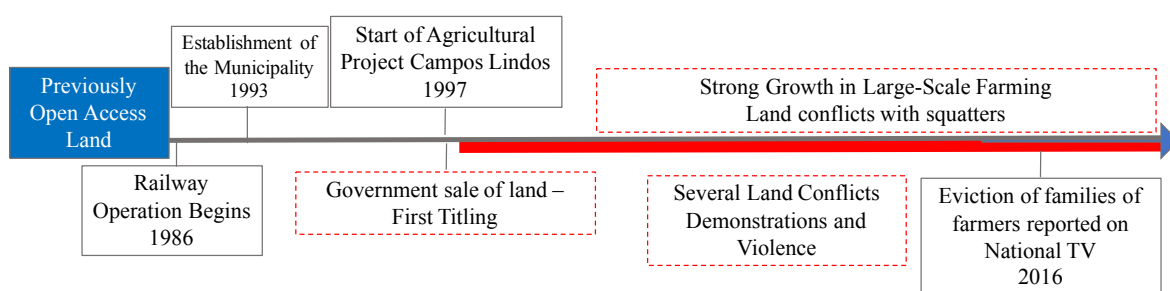 Previously
Open Access
Land
Railway
Operation Begins
1986
Establishment of
the Municipality
1993
Start of Agricultural
Project Campos Lindos
1997
Government sale of land –
First Titling
Strong Growth in Large-Scale Farming
Land conflicts with squatters
Several Land Conflicts
Demonstrations and
Violence
Eviction of families of
farmers reported on
National TV
2016